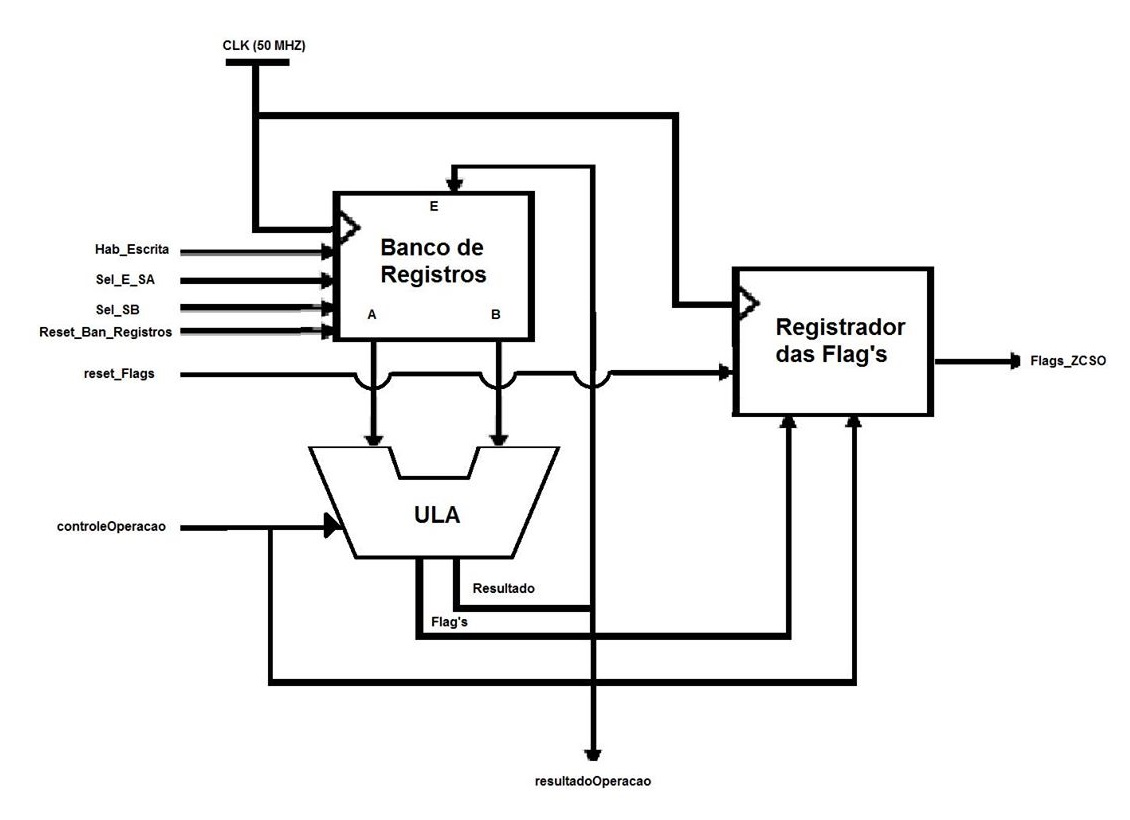 CLK (50 MHZ)
E
Banco de
Registros
A
B
Hab_Escrita
Sel_E_SA
Sel_SB
Reset_Ban_Registros
reset_Flags
Registrador
das Flag's
Flags_ZCSO
ULA
controleOperacao
Resultado
Flag's
resultadoOperacao